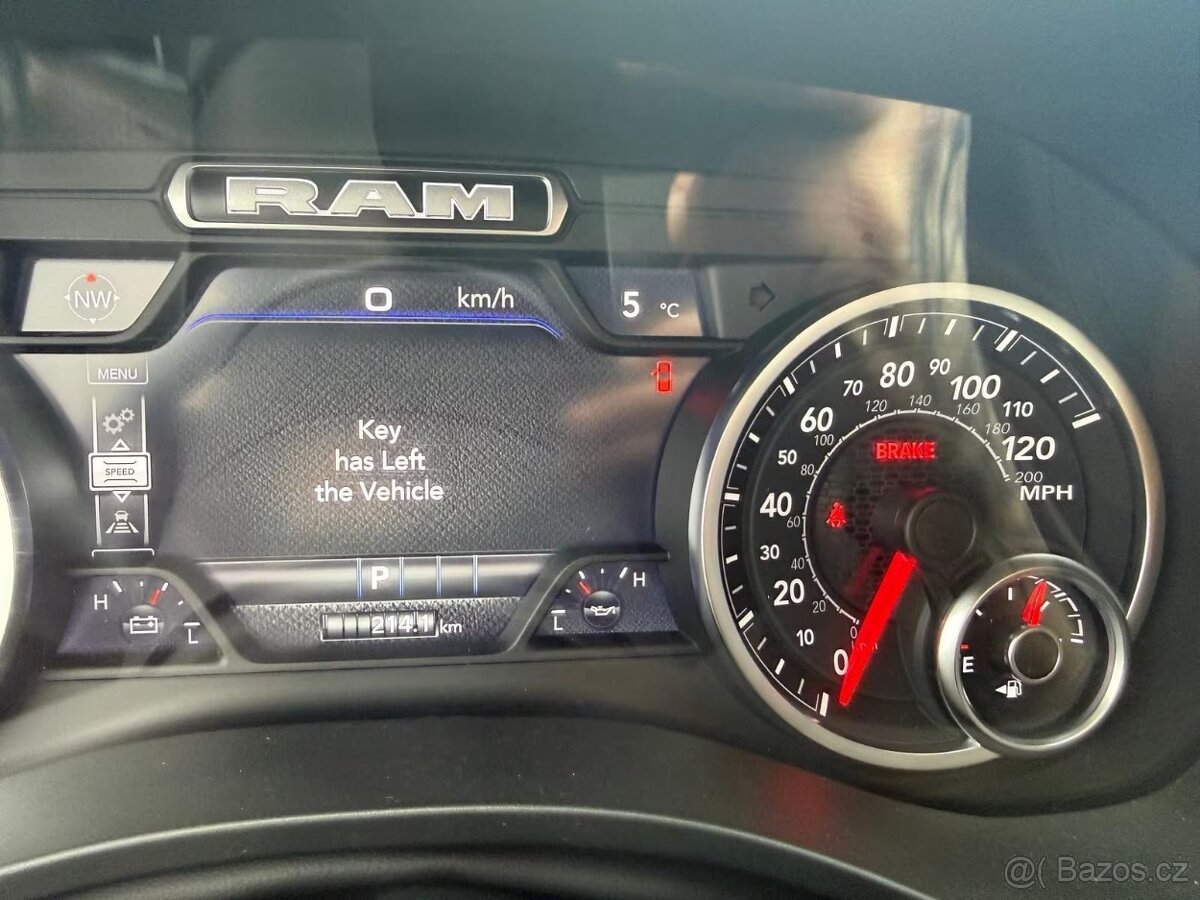 RAM
NW
0 km/h
5 °C
MENU
SPEED
Key
has Left
the Vehicle
P
214.1 km
H
L
H
L
BRAKE
0
10
20
30
40
50
60
70
80
90
100
110
120
MPH
0
20
40
60
80
100
120
140
160
180
200
E
@( Bazos.cz